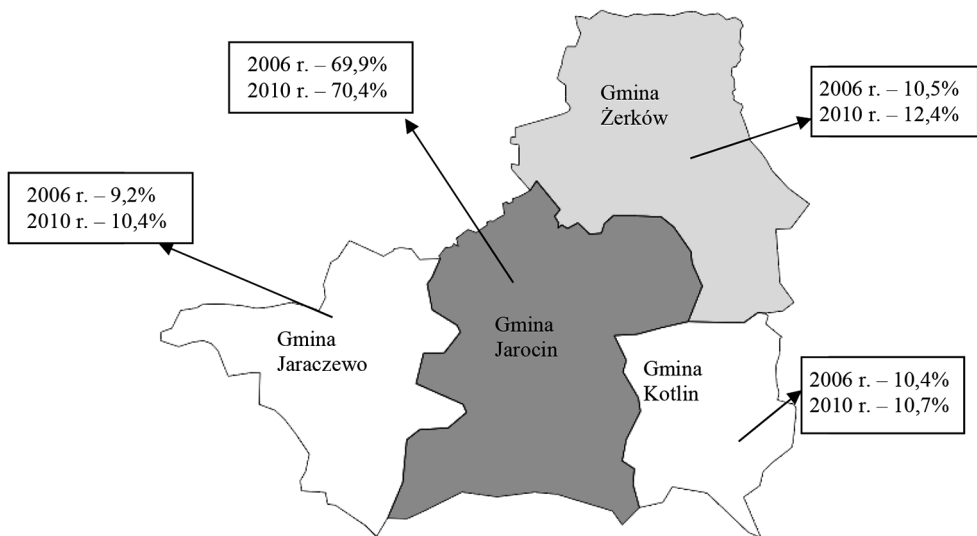 2006 r. – 69,9%
2010 r. – 70,4%
Gmina
Żerków
2006 r. – 10,5%
2010 r. – 12,4%
2006 r. – 9,2%
2010 r. – 10,4%
Gmina
Jaraczewo
Gmina
Jarocin
Gmina
Kotlin
2006 r. – 10,4%
2010 r. – 10,7%